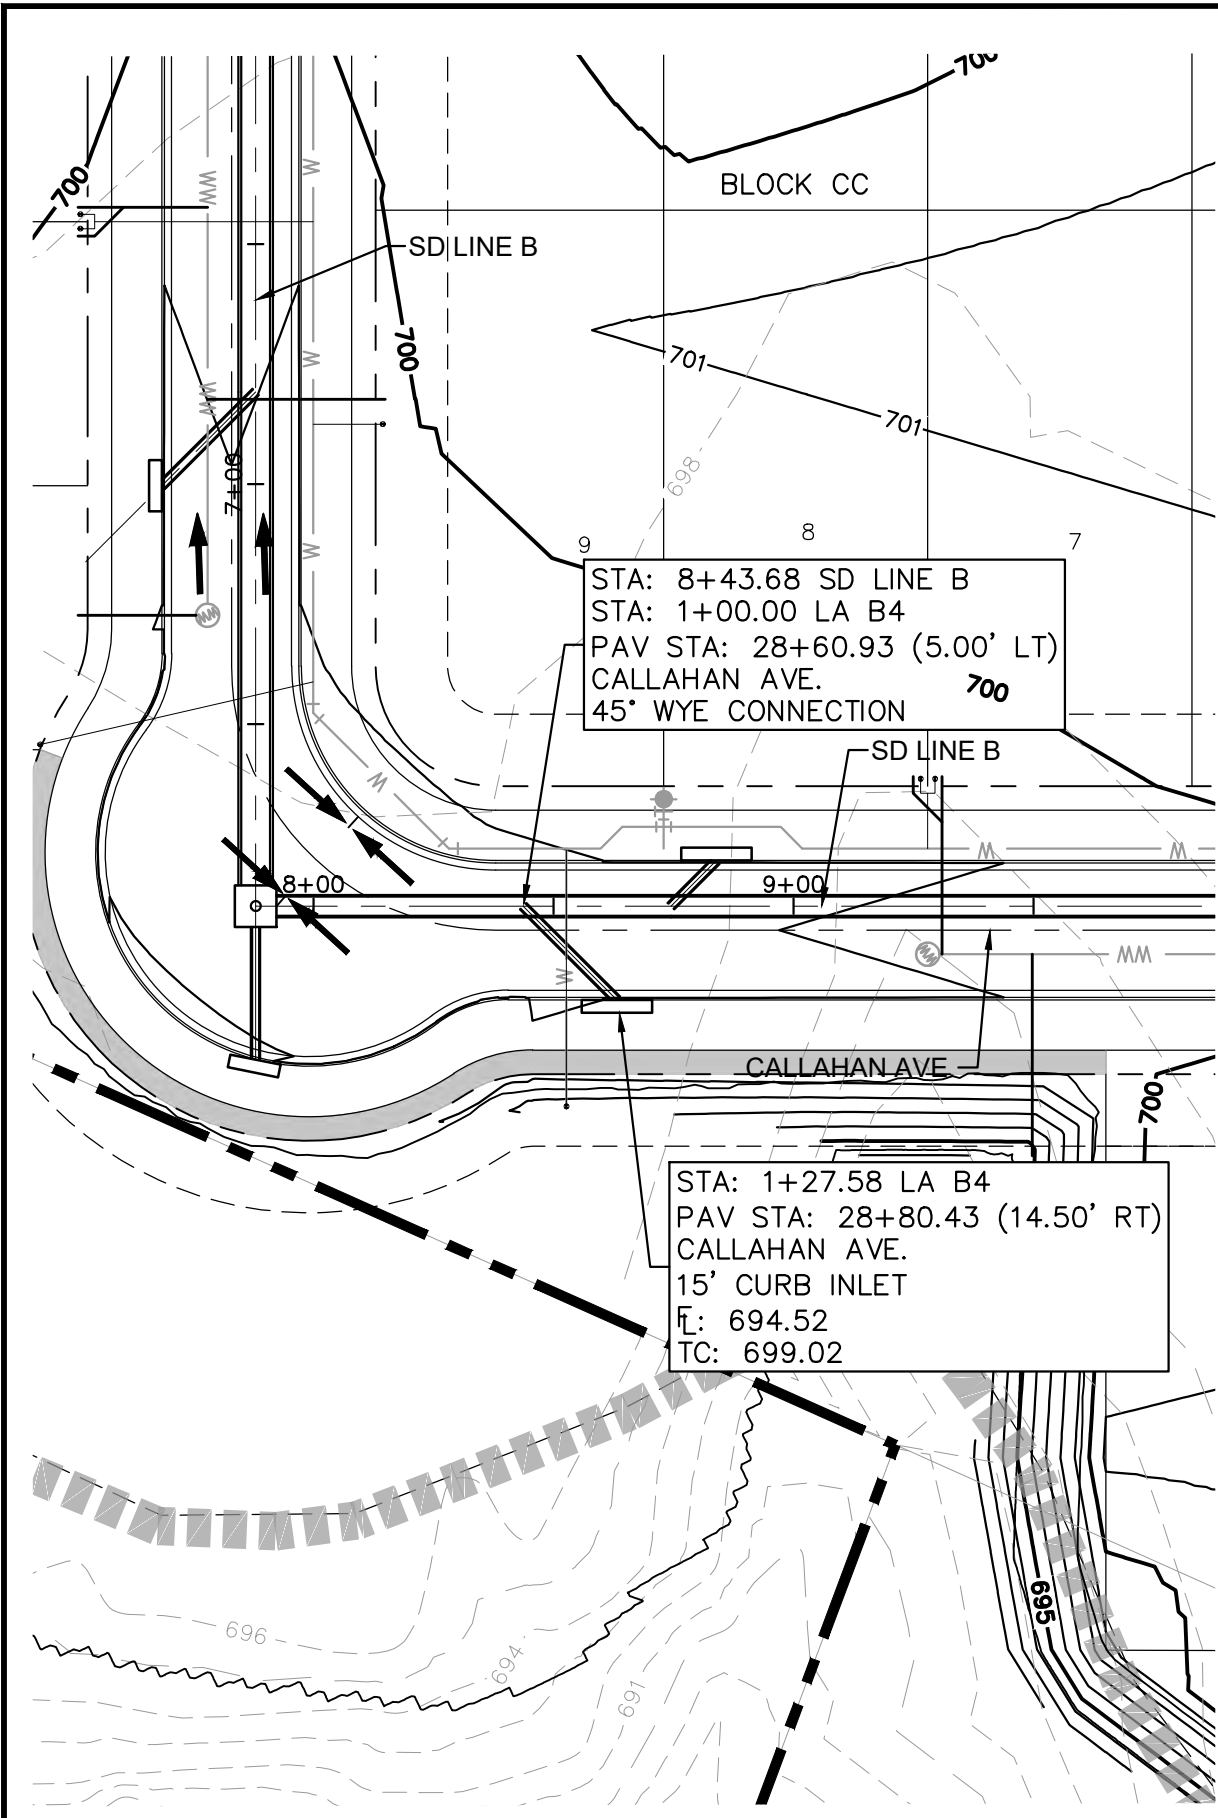 700
700
BLOCK CC
SD LINE B
W
W
700
701
W
W
701
698
7+00
W
9
8
7
STA: 8+43.68 SD LINE B
STA: 1+00.00 LA B4
PAV STA: 28+60.93 (5.00' LT)
CALLAHAN AVE.
700
45° WYE CONNECTION
SD LINE B
W
W
W
8+00
9+00
WW
W
CALLAHAN AVE
700
STA: 1+27.58 LA B4
PAV STA: 28+80.43 (14.50' RT)
CALLAHAN AVE.
15' CURB INLET
FL: 694.52
TC: 699.02
695
696
694
691